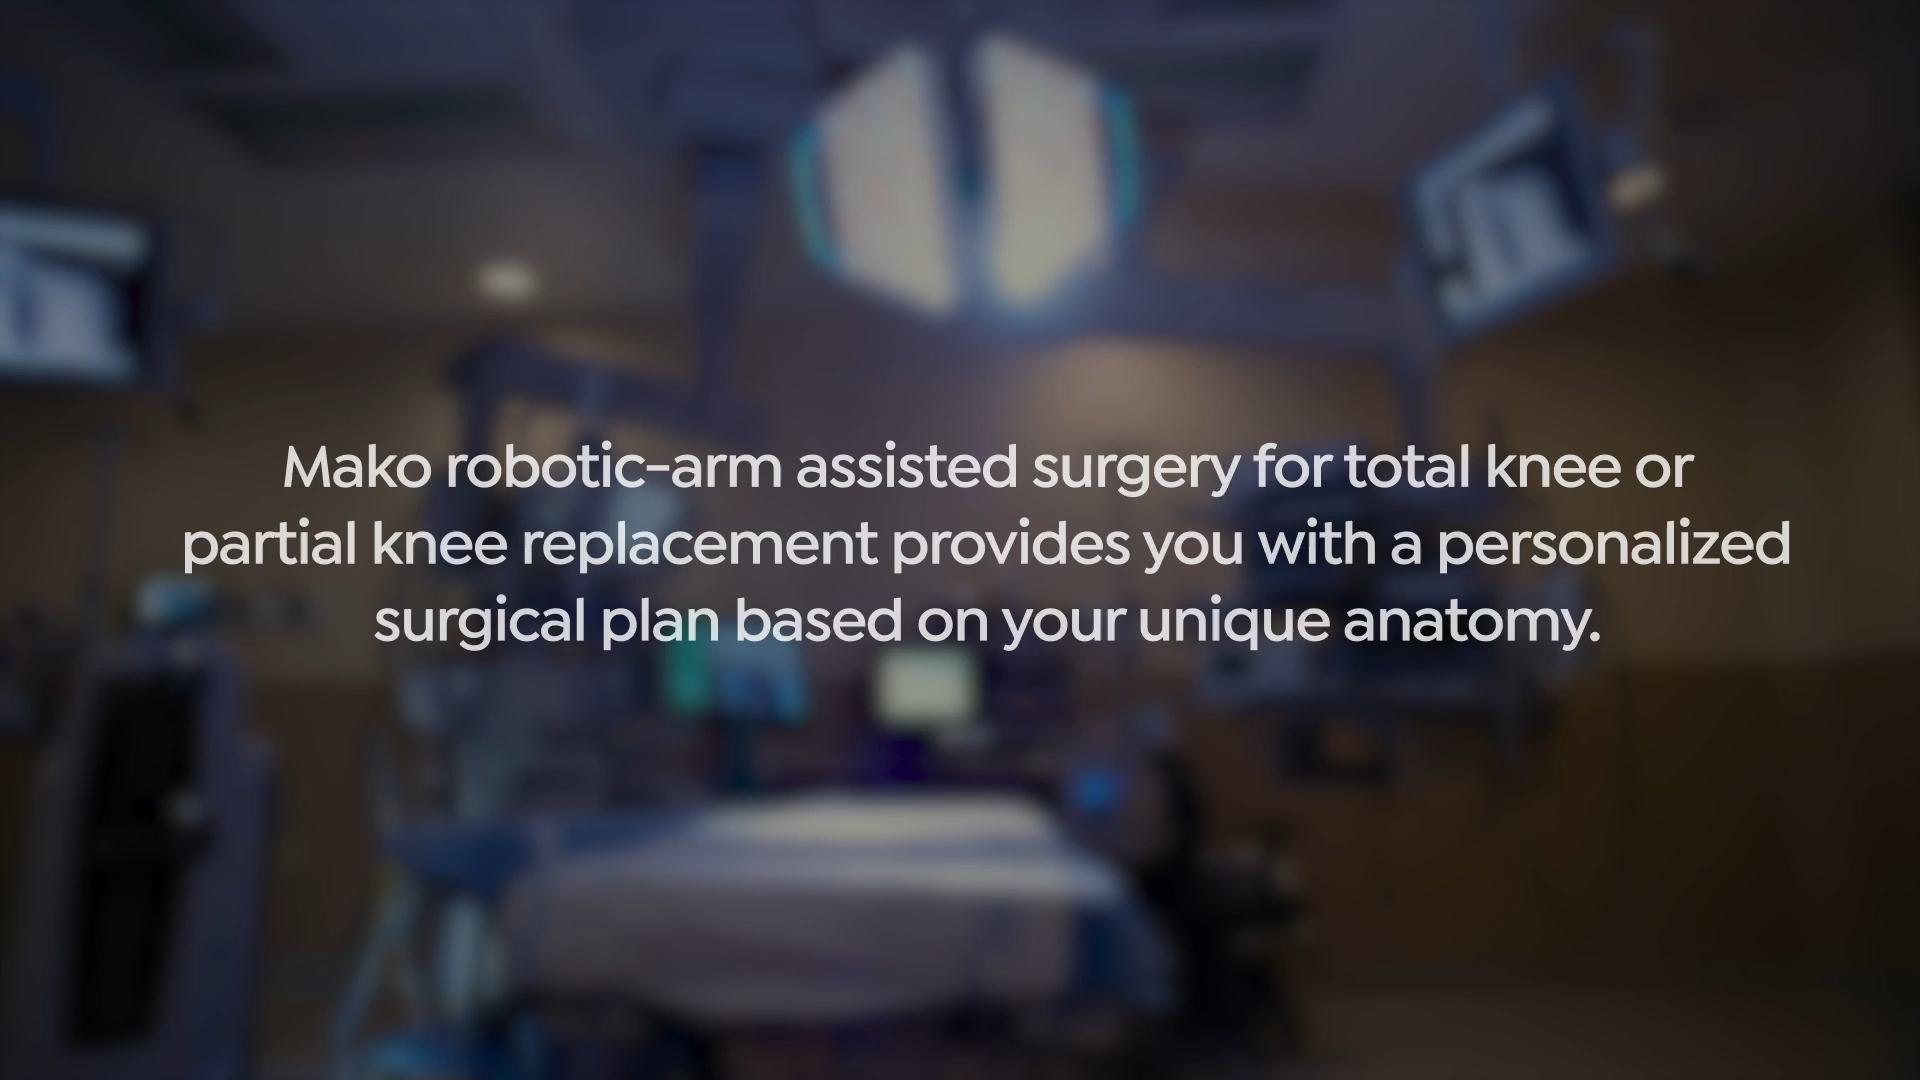 Mako robotic-arm assisted surgery for total knee or
partial knee replacement provides you with a personalized
surgical plan based on your unique anatomy.